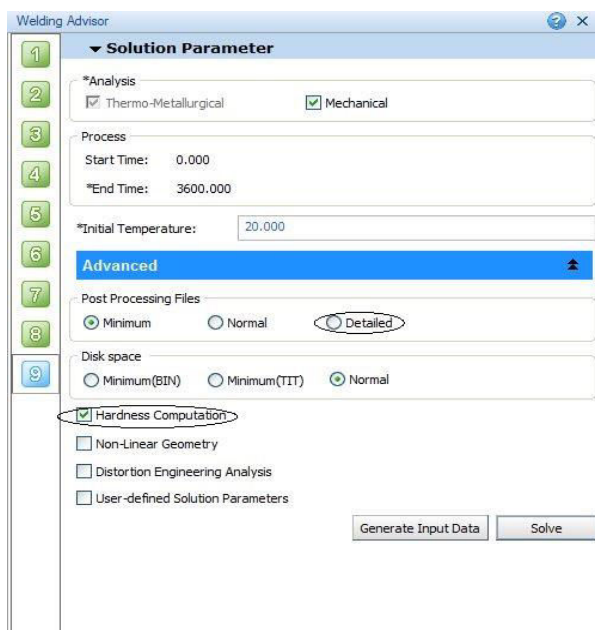 Welding Advisor
1
Solution Parameter
2
*Analysis
Thermo-Metallurgical Mechanical
3
Process
Start Time: 0.000
4
*End Time: 3600.000
5
*Initial Temperature: 20.000
6
Advanced
7
Post Processing Files
Minimum Normal Detailed
8
Disk space
9
Minimum(BIN) Minimum(TIT) Normal
Hardness Computation
Non-Linear Geometry
Distortion Engineering Analysis
User-defined Solution Parameters
Generate Input Data Solve